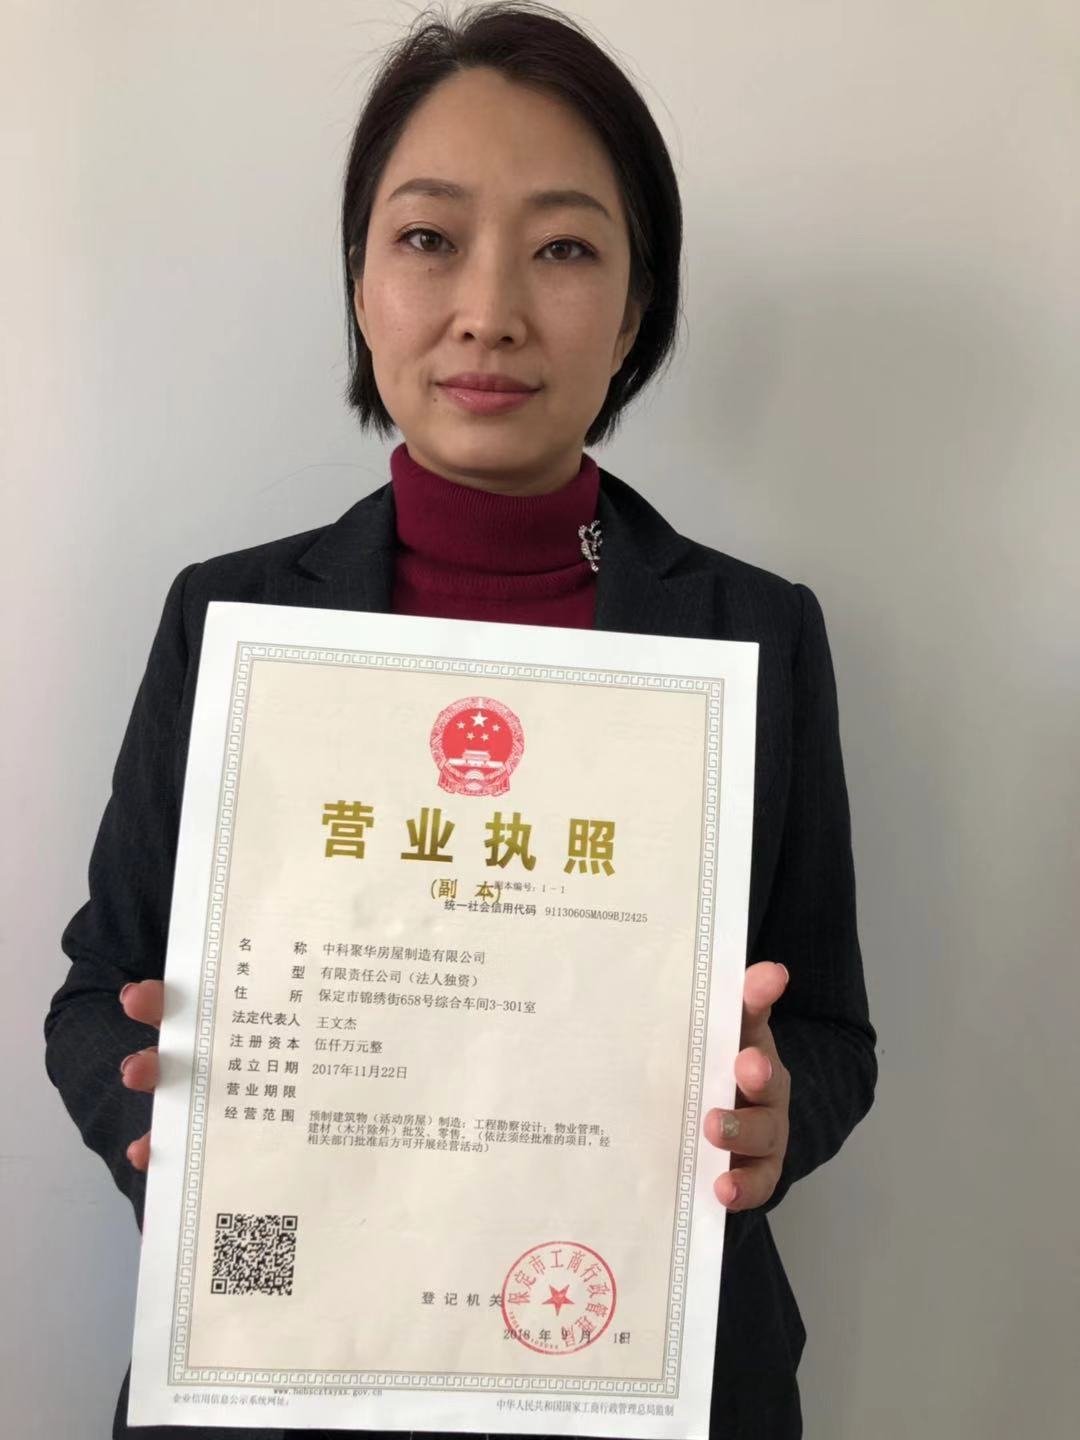 营业执照
(副 本)
副本编号：1－1
统一社会信用代码 91130605MA09BJ2425
名称 中科聚华房屋制造有限公司
类型 有限责任公司（法人独资）
住所 保定市锦绣街658号综合车间3-301室
法定代表人 王文杰
注册资本 伍仟万元整
成立日期 2017年11月22日
营业期限
经营范围 预制建筑物（活动房屋）制造；工程勘察设计；物业管理；
建材（木片除外）批发、零售。（依法须经批准的项目，经
相关部门批准后方可开展经营活动）
登记机关
保定市工商行政管理局
2018 年 9 月 18日
企业信用信息公示系统网址：
中华人民共和国国家工商行政管理总局监制